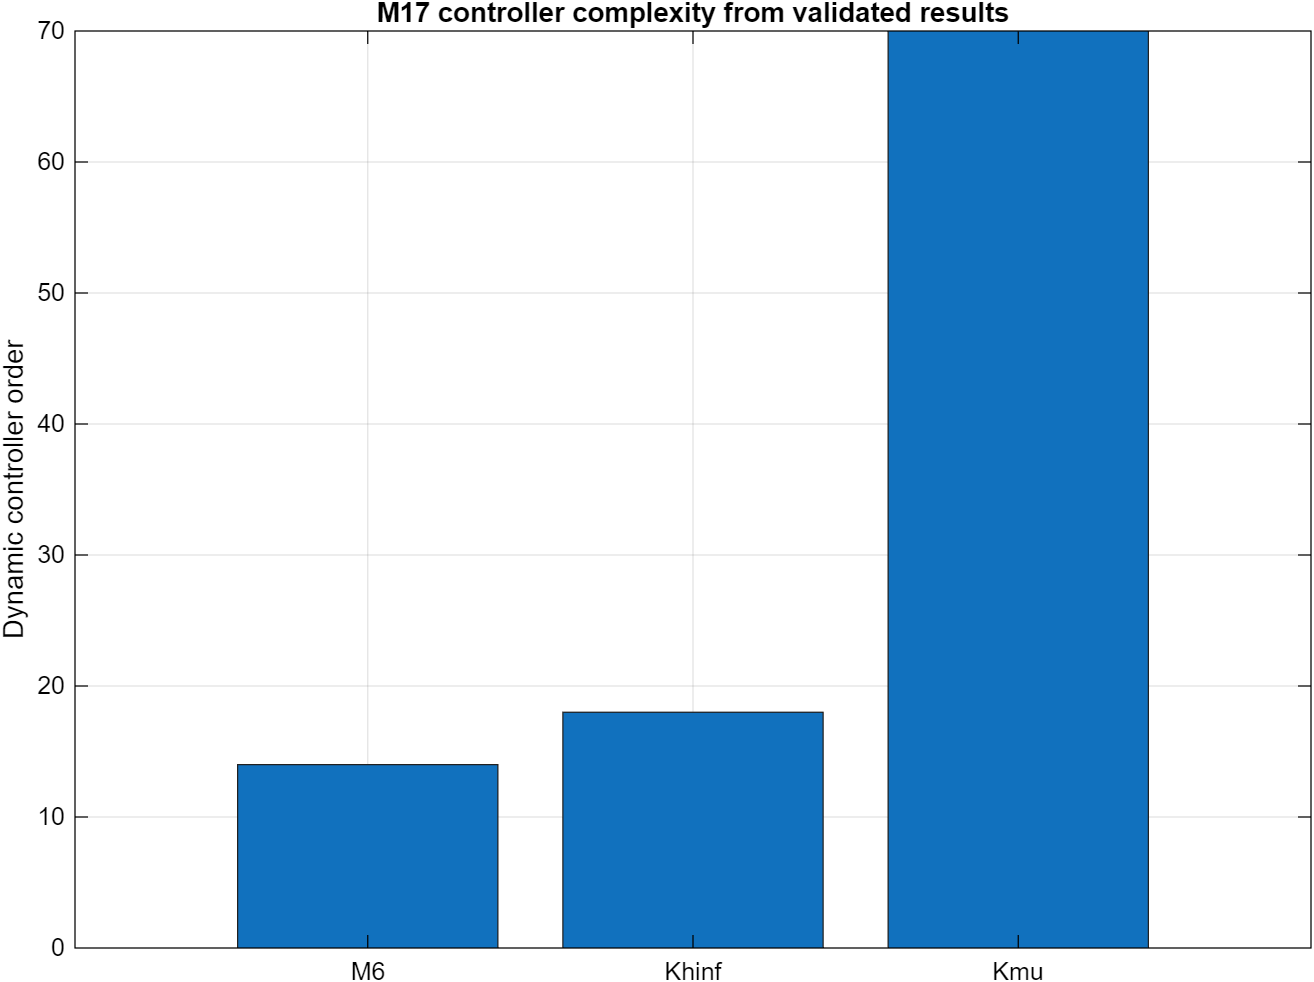 M17 controller complexity from validated results
70
60
50
40
30
20
10
0
Dynamic controller order
M6
Khinf
Kmu